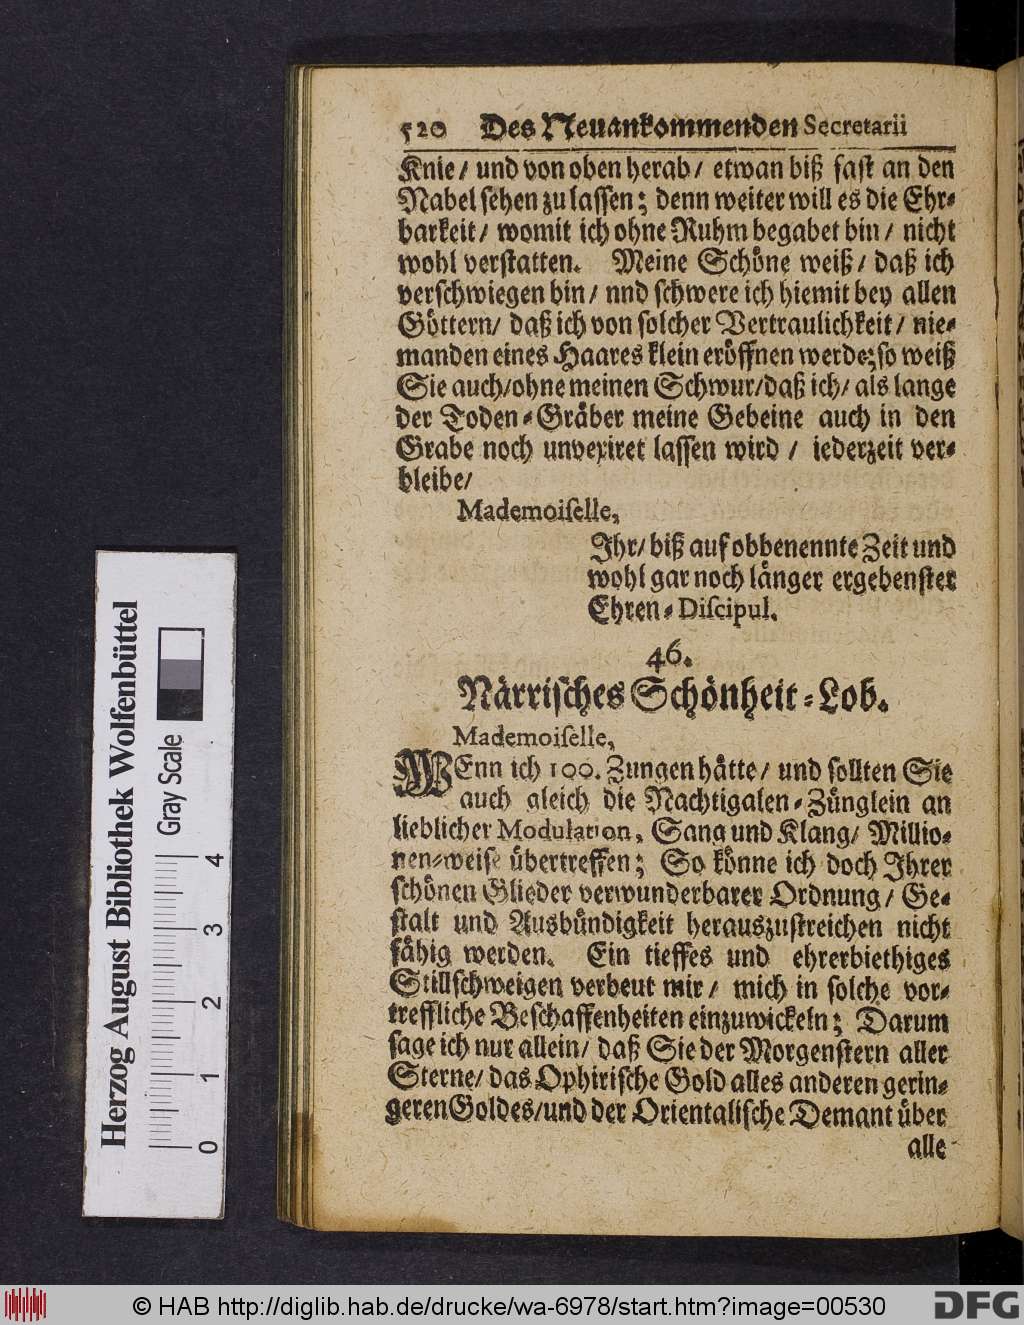 520 Des Neuankommenden Secretarii
Knie / und von oben herab / etwan biß fast an den
Nabel sehen zu lassen; denn weiter will es die Ehr-
barkeit / womit ich ohne Ruhm begabet bin / nicht
wohl verstatten. Meine Schöne weiß / daß ich
verschwiegen bin / nnd schwere ich hiemit bey allen
Göttern / daß ich von solcher Vertraulichkeit / nie-
manden eines Haares klein eröffnen werde; so weiß
Sie auch / ohne meinen Schwur / daß ich / als lange
der Toden-Gräber meine Gebeine auch in den
Grabe noch unvexiret lassen wird / iederzeit ver-
bleibe /
Mademoiselle,
Ihr / biß auf obbenennte Zeit und
wohl gar noch länger ergebenster
Ehren-Discipul.
46.
Närrisches Schönheit-Lob.
Mademoiselle,
WEnn ich 100. Zungen hätte / und sollten Sie
auch gleich die Nachtigalen-Zünglein an
lieblicher Modulation, Sang und Klang / Millio-
nen-weise übertreffen; So könne ich doch Ihrer
schönen Glieder verwunderbarer Ordnung / Ge-
stalt und Ausbündigkeit herauszustreichen nicht
fähig werden. Ein tieffes und ehrerbiethiges
Stillschweigen verbeut mir / mich in solche vor-
treffliche Beschaffenheiten einzuwickeln; Darum
sage ich nur allein / daß Sie der Morgenstern aller
Sterne / das Ophirische Gold alles anderen gerin-
geren Goldes / und der Orientalische Demant über
alle
Herzog August Bibliothek Wolfenbüttel
Gray Scale
0 1 2 3 4
© HAB http://diglib.hab.de/drucke/wa-6978/start.htm?image=00530
DFG